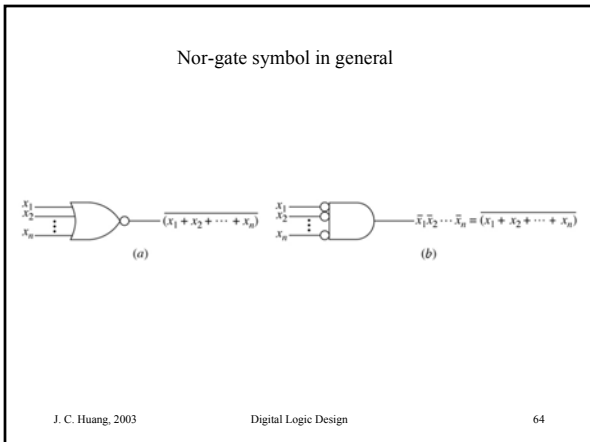 Nor-gate symbol in general
x₁
x₂
⋮
xₙ
(x₁ + x₂ + ⋯ + xₙ)̅
(a)
x₁
x₂
⋮
xₙ
x̄₁x̄₂ ⋯ x̄ₙ = (x₁ + x₂ + ⋯ + xₙ)̅
(b)
J. C. Huang, 2003 Digital Logic Design 64